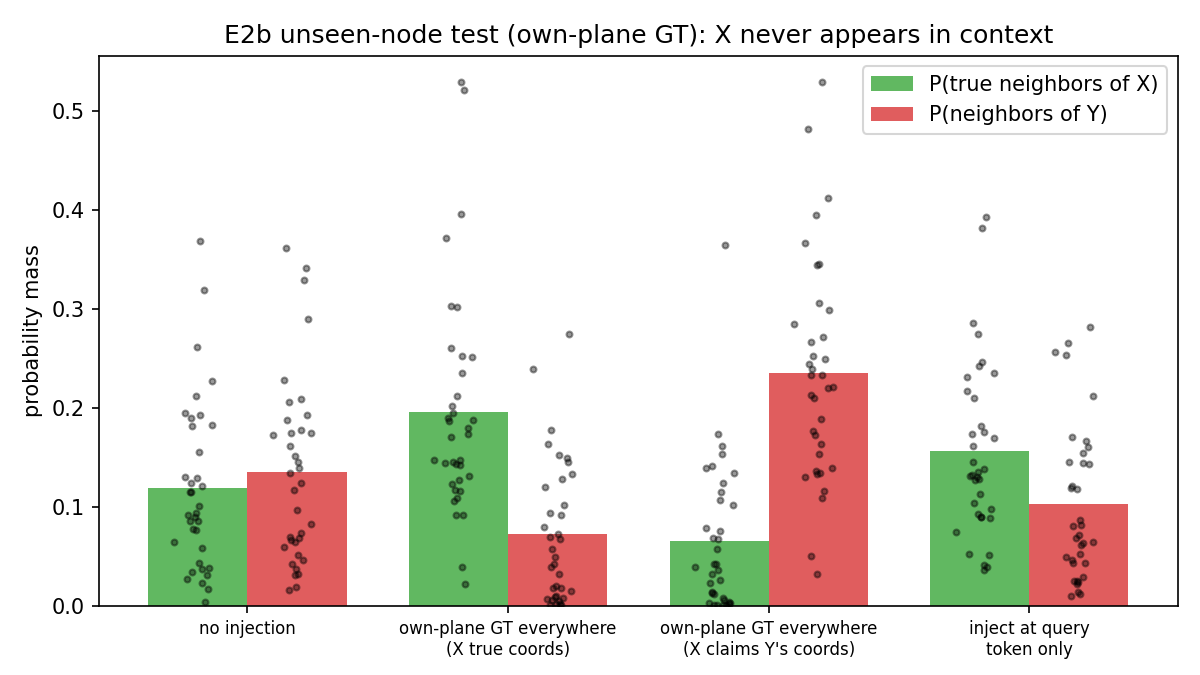 E2b unseen-node test (own-plane GT): X never appears in context
P(true neighbors of X)
P(neighbors of Y)
probability mass
0.5
0.4
0.3
0.2
0.1
0.0
no injection
own-plane GT everywhere
(X true coords)
own-plane GT everywhere
(X claims Y's coords)
inject at query
token only